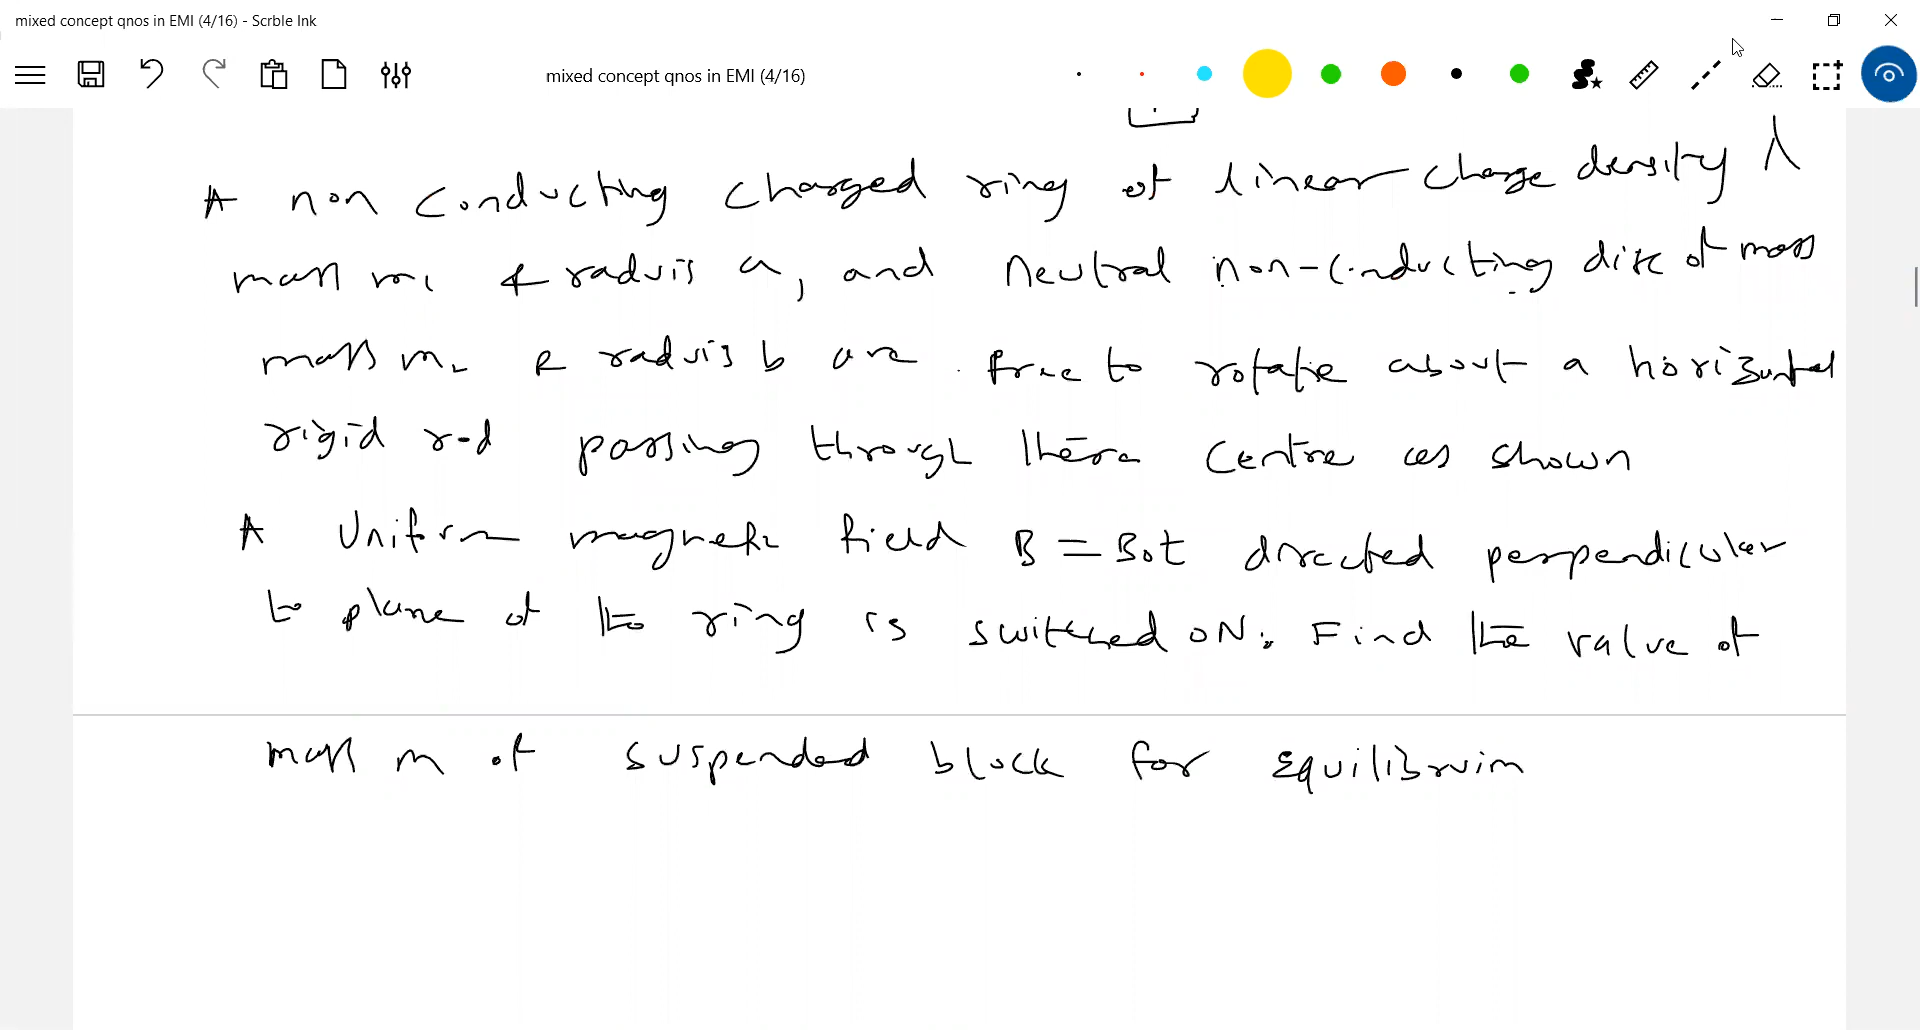 mixed concept qnos in EMI (4/16) - Scrble Ink
mixed concept qnos in EMI (4/16)
A non conducting charged ring of linear charge density λ
mass m1 & radius a, and Neutral non-conducting disc of mass
mass m2 & radius b are free to rotate about a horizontal
rigid rod passing through their centre as shown
A Uniform magnetic field B = B0t directed perpendicular
to plane of the ring is switched ON. Find the value of
mass m of suspended block for equilibrium